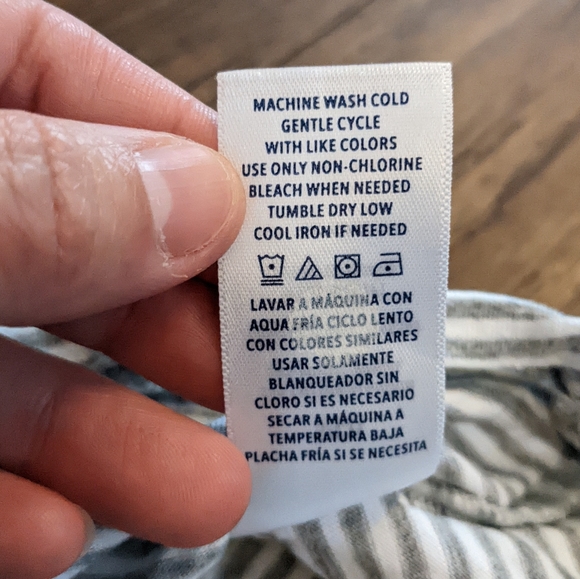 MACHINE WASH COLD
GENTLE CYCLE
WITH LIKE COLORS
USE ONLY NON-CHLORINE
BLEACH WHEN NEEDED
TUMBLE DRY LOW
COOL IRON IF NEEDED
LAVAR A MÁQUINA CON
AQUA FRÍA CICLO LENTO
CON COLORES SIMILARES
USAR SOLAMENTE
BLANQUEADOR SIN
CLORO SI ES NECESARIO
SECAR A MÁQUINA A
TEMPERATURA BAJA
PLACHA FRÍA SI SE NECESITA